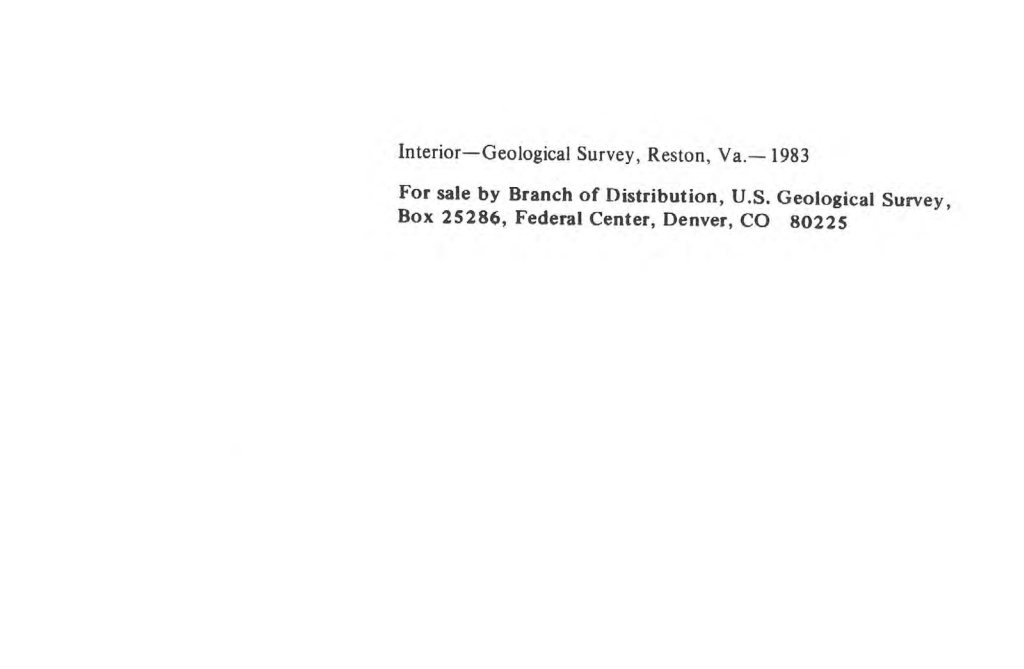 Interior—Geological Survey, Reston, Va.— 1983
For sale by Branch of Distribution, U.S. Geological Survey,
Box 25286, Federal Center, Denver, CO 80225